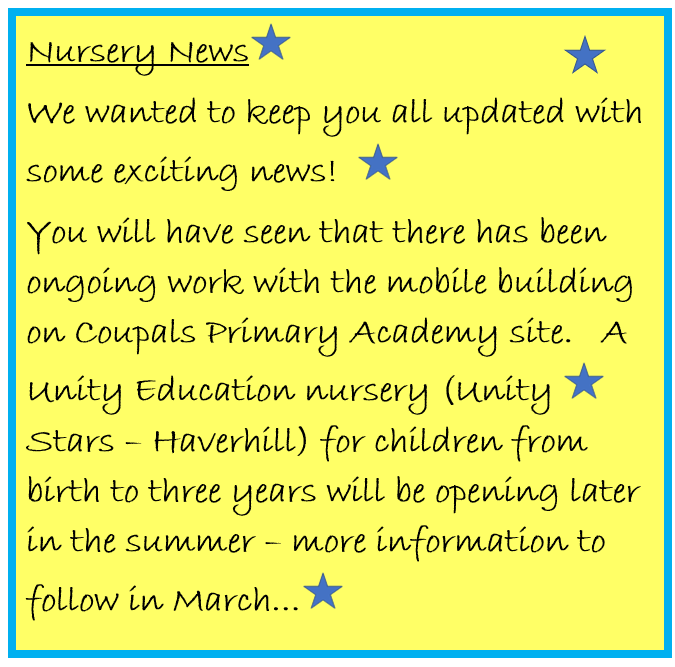 Nursery News
We wanted to keep you all updated with
some exciting news!
You will have seen that there has been
ongoing work with the mobile building
on Coupals Primary Academy site.   A
Unity Education nursery (Unity
Stars – Haverhill) for children from
birth to three years will be opening later
in the summer – more information to
follow in March...